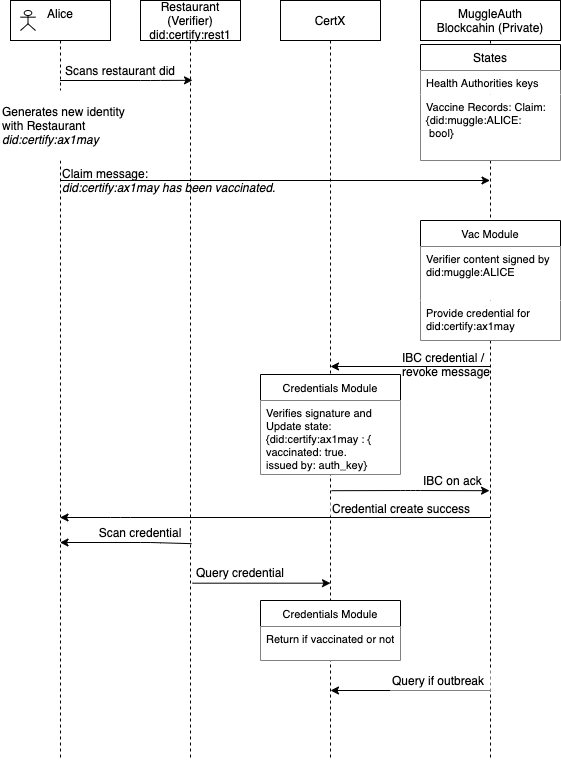 Alice
Restaurant
(Verifier)
did:certify:rest1
CertX
MuggleAuth
Blockcahin (Private)
States
Health Authorities keys
Vaccine Records: Claim:
{did:muggle:ALICE:
bool}
Scans restaurant did
Generates new identity
with Restaurant
did:certify:ax1may
Claim message:
did:certify:ax1may has been vaccinated.
Vac Module
Verifier content signed by
did:muggle:ALICE
Provide credential for
did:certify:ax1may
IBC credential /
revoke message
Credentials Module
Verifies signature and
Update state:
{did:certify:ax1may : {
vaccinated: true.
issued by: auth_key}
IBC on ack
Credential create success
Scan credential
Query credential
Credentials Module
Return if vaccinated or not
Query if outbreak